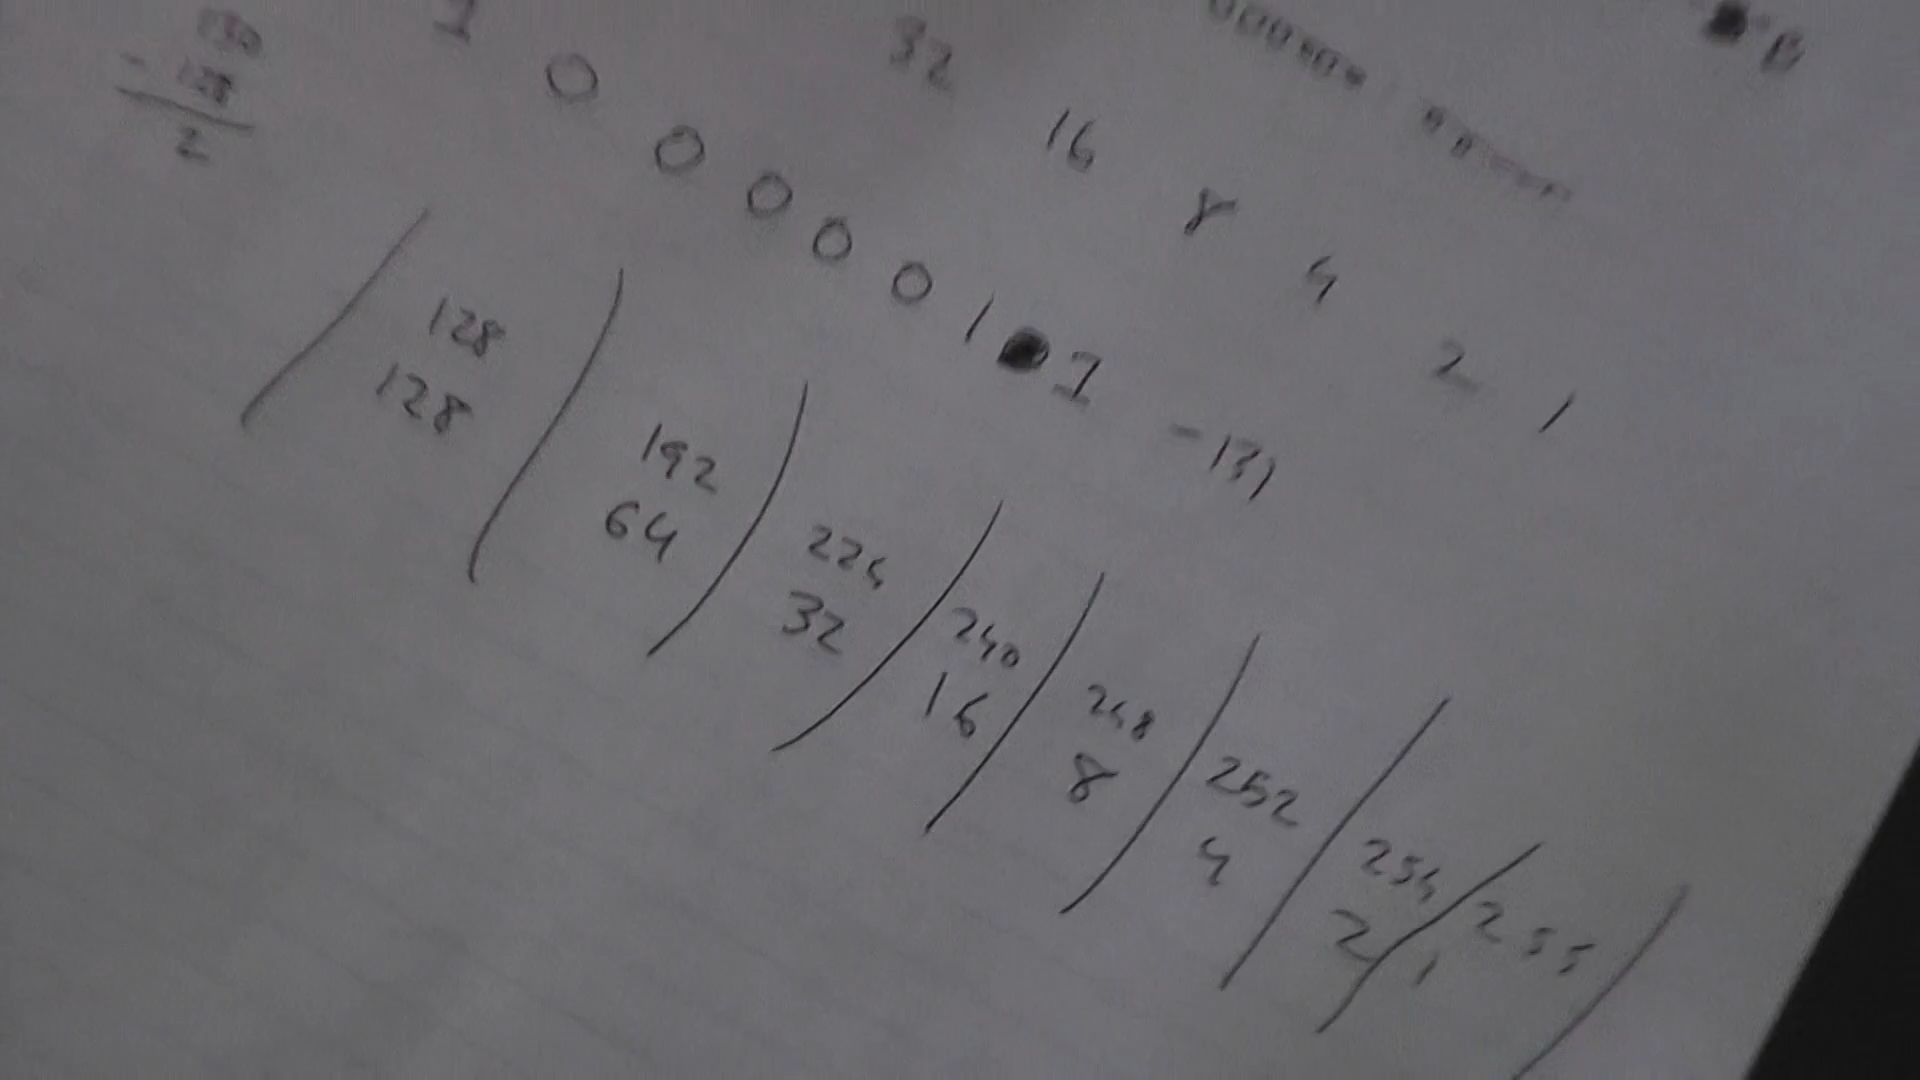 32 16 8 4 2 1
130
- 128
2
1 0 0 0 0 0 1 1 - 131
128 192 224 240 248 252 254 255
128 64 32 16 8 4 2 1